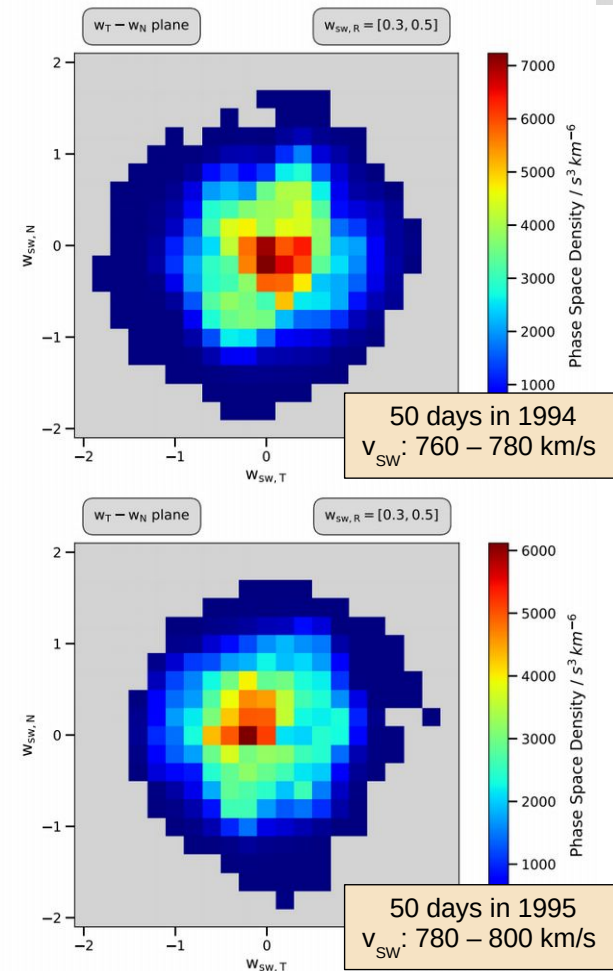 w_T − w_N plane
w_sw, R = [0.3, 0.5]
2
1
0
−1
−2
w_sw, N
−2
−1
0
w_sw, T
7000
6000
5000
4000
3000
2000
1000
Phase Space Density / s³ km⁻⁶
50 days in 1994
v_SW: 760 – 780 km/s
w_T − w_N plane
w_sw, R = [0.3, 0.5]
2
1
0
−1
−2
w_sw, N
−2
−1
0
w_sw, T
6000
5000
4000
3000
2000
1000
Phase Space Density / s³ km⁻⁶
50 days in 1995
v_SW: 780 – 800 km/s